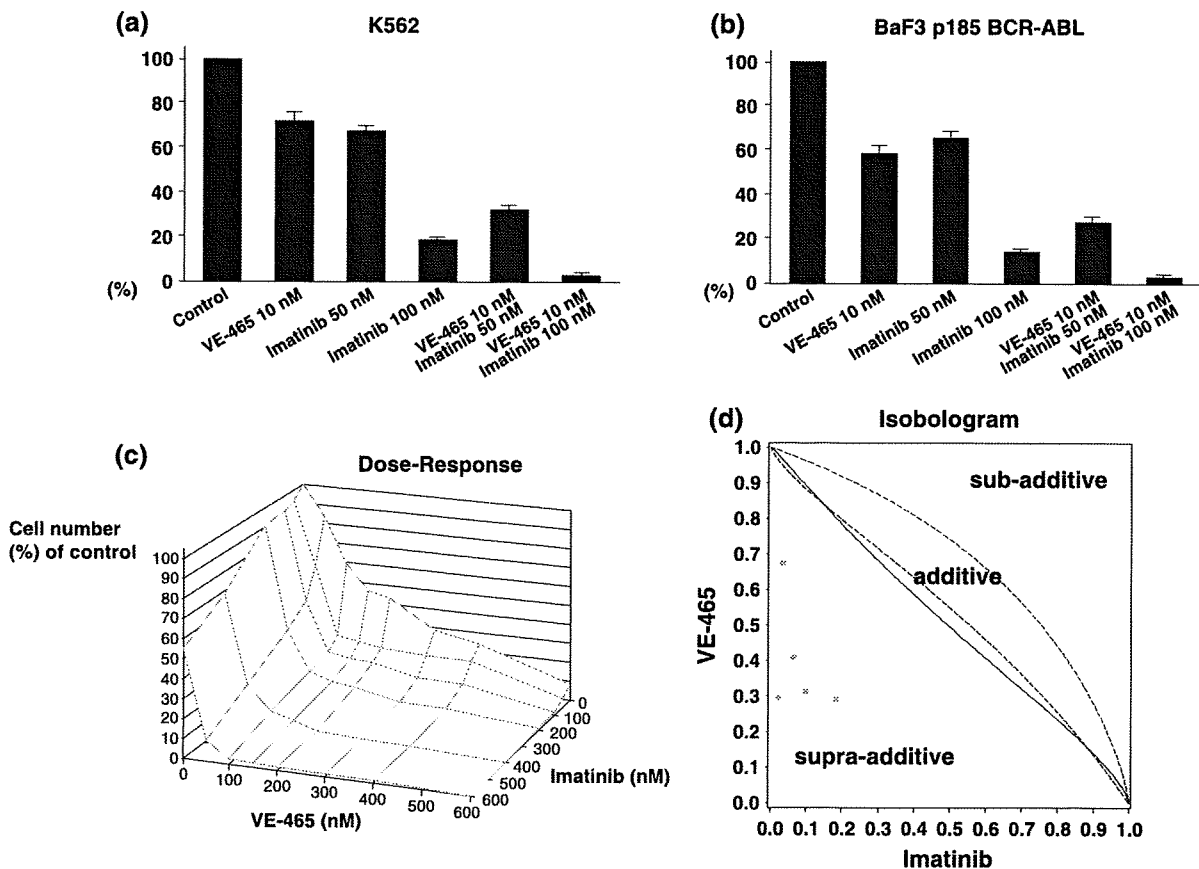 (a)
K562
100
80
60
40
20
0
(%)
Control
VE-465 10 nM
Imatinib 50 nM
Imatinib 100 nM
VE-465 10 nM
Imatinib 50 nM
VE-465 10 nM
Imatinib 100 nM
(b)
BaF3 p185 BCR-ABL
100
80
60
40
20
0
(%)
Control
VE-465 10 nM
Imatinib 50 nM
Imatinib 100 nM
VE-465 10 nM
Imatinib 50 nM
VE-465 10 nM
Imatinib 100 nM
(c)
Dose-Response
Cell number
(%) of control
100
90
80
70
60
50
40
30
20
10
0
0
100
200
300
400
500
600
VE-465 (nM)
0
100
200
300
400
500
600
Imatinib (nM)
(d)
Isobologram
1.0
0.9
0.8
0.7
0.6
0.5
0.4
0.3
0.2
0.1
0.0
VE-465
sub-additive
additive
supra-additive
0.0 0.1 0.2 0.3 0.4 0.5 0.6 0.7 0.8 0.9 1.0
Imatinib